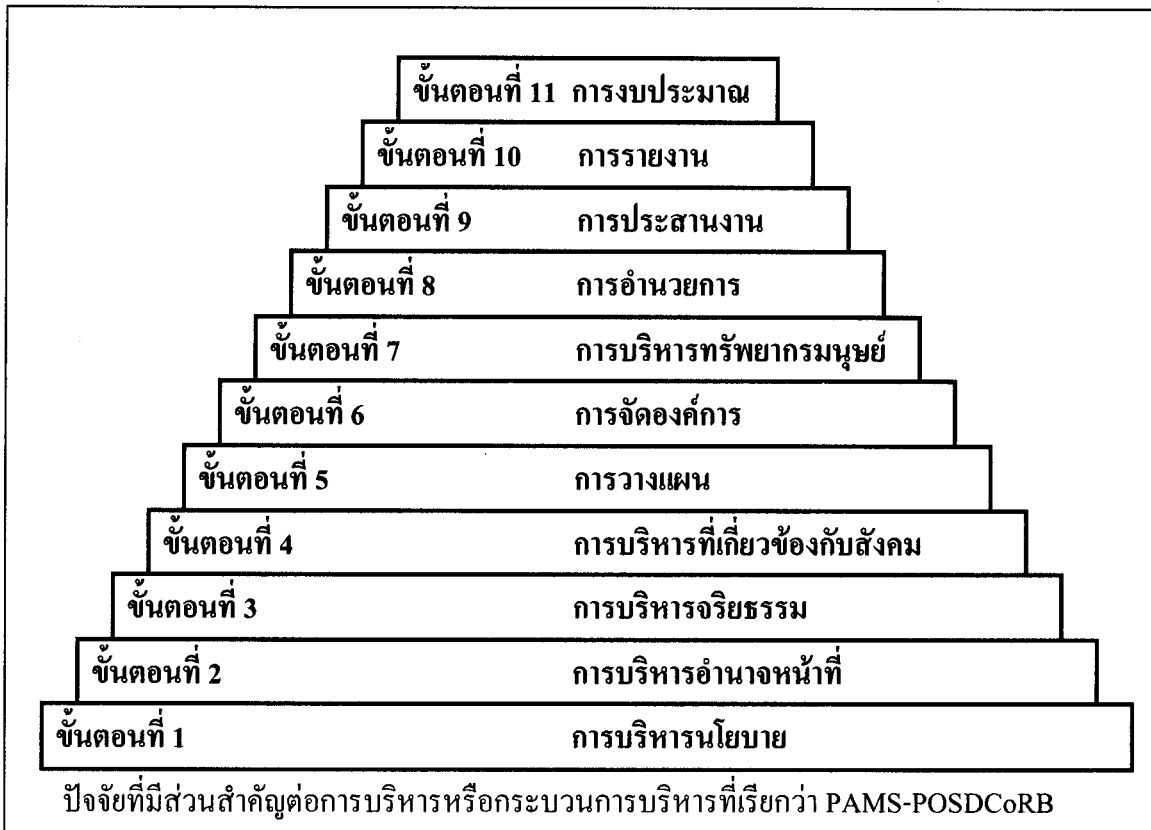 ขั้นตอนที่ 11 การงบประมาณ
ขั้นตอนที่ 10 การรายงาน
ขั้นตอนที่ 9 การประสานงาน
ขั้นตอนที่ 8 การอำนวยการ
ขั้นตอนที่ 7 การบริหารทรัพยากรมนุษย์
ขั้นตอนที่ 6 การจัดองค์การ
ขั้นตอนที่ 5 การวางแผน
ขั้นตอนที่ 4 การบริหารที่เกี่ยวข้องกับสังคม
ขั้นตอนที่ 3 การบริหารจริยธรรม
ขั้นตอนที่ 2 การบริหารอำนาจหน้าที่
ขั้นตอนที่ 1 การบริหารนโยบาย
ปัจจัยที่มีส่วนสำคัญต่อการบริหารหรือกระบวนการบริหารที่เรียกว่า PAMS-POSDCoRB